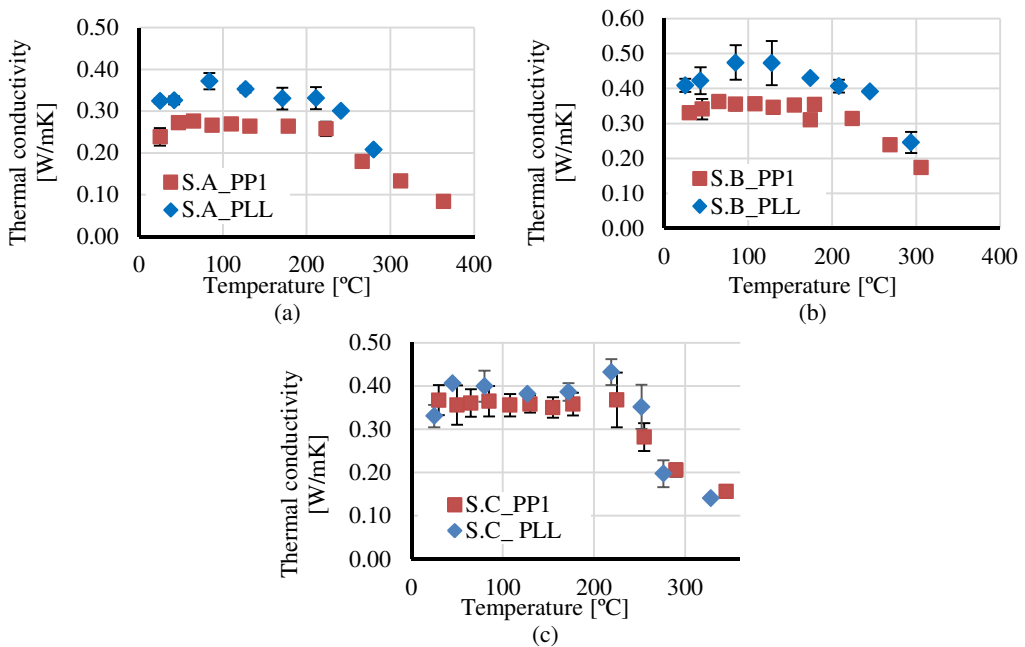 Thermal conductivity
[W/mK]
0.50
0.40
0.30
0.20
0.10
0.00
S.A_PP1
S.A_PLL
0 100 200 300 400
Temperature [ºC]
(a)
Thermal conductivity
[W/mK]
0.60
0.50
0.40
0.30
0.20
0.10
0.00
S.B_PP1
S.B_PLL
0 100 200 300 400
Temperature [ºC]
(b)
Thermal conductivity
[W/mK]
0.50
0.40
0.30
0.20
0.10
0.00
S.C_PP1
S.C_ PLL
0 100 200 300
Temperature [ºC]
(c)